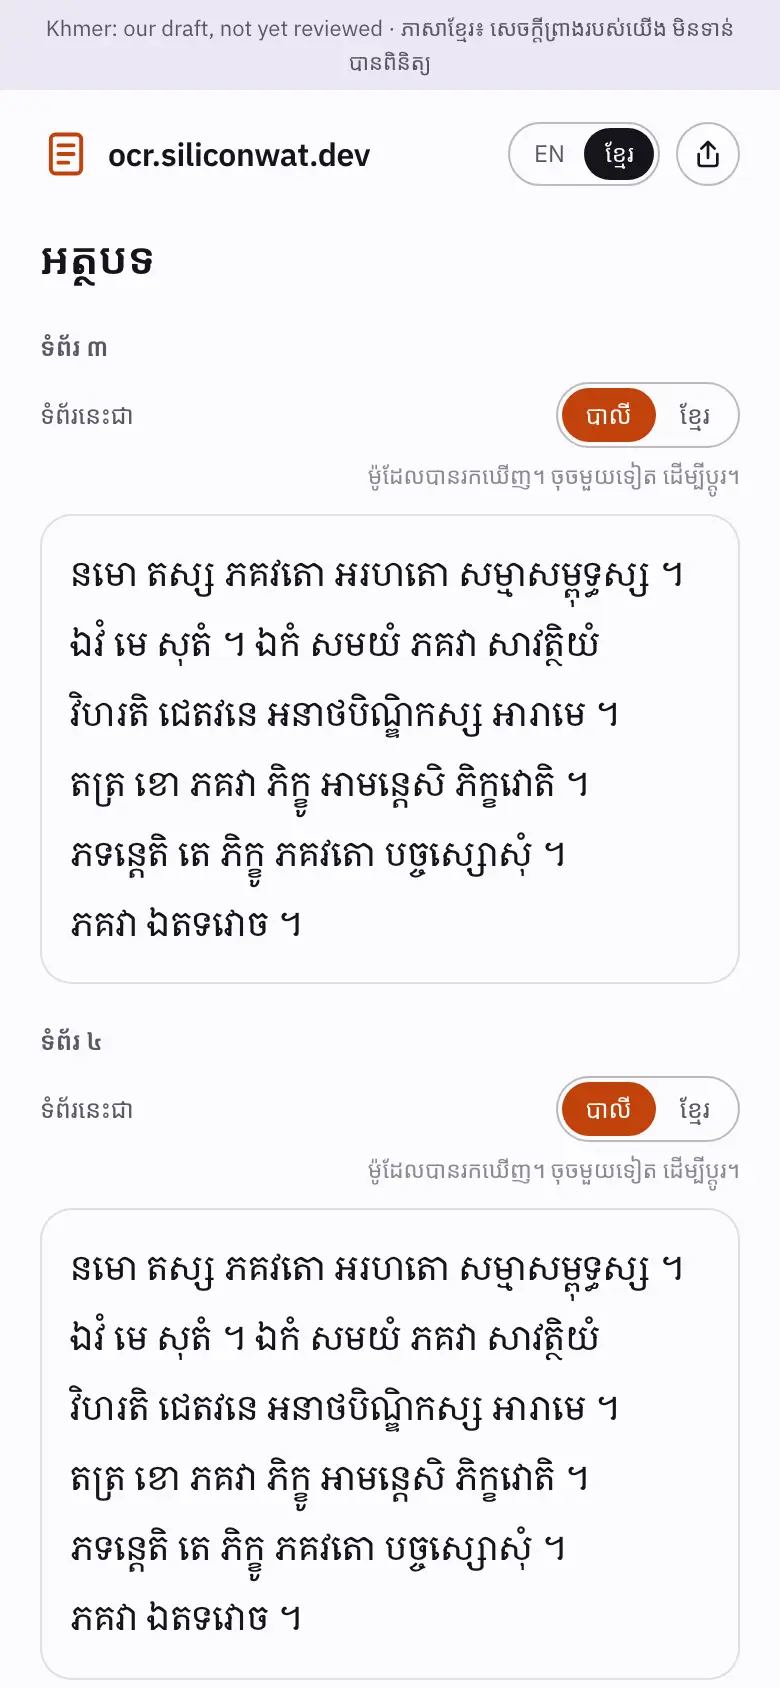 Khmer: our draft, not yet reviewed · ភាសាខ្មែរ៖ សេចក្ដីព្រាងរបស់យើង មិនទាន់
បានពិនិត្យ
ocr.siliconwat.dev
EN ខ្មែរ
អត្ថបទ
ទំព័រ ៣
ទំព័រនេះជា
បាលី ខ្មែរ
ម៉ូដែលបានរកឃើញ។ ចុចមួយទៀត ដើម្បីប្ដូរ។
នមោ តស្ស ភគវតោ អរហតោ សម្មាសម្ពុទ្ធស្ស ។
ឯវំ មេ សុតំ ។ ឯកំ សមយំ ភគវា សាវត្ថិយំ
វិហរតិ ជេតវនេ អនាថបិណ្ឌិកស្ស អារាមេ ។
តត្រ ខោ ភគវា ភិក្ខូ អាមន្តេសិ ភិក្ខវោតិ ។
ភទន្តេតិ តេ ភិក្ខូ ភគវតោ បច្ចស្សោសុំ ។
ភគវា ឯតទវោច ។
ទំព័រ ៤
ទំព័រនេះជា
បាលី ខ្មែរ
ម៉ូដែលបានរកឃើញ។ ចុចមួយទៀត ដើម្បីប្ដូរ។
នមោ តស្ស ភគវតោ អរហតោ សម្មាសម្ពុទ្ធស្ស ។
ឯវំ មេ សុតំ ។ ឯកំ សមយំ ភគវា សាវត្ថិយំ
វិហរតិ ជេតវនេ អនាថបិណ្ឌិកស្ស អារាមេ ។
តត្រ ខោ ភគវា ភិក្ខូ អាមន្តេសិ ភិក្ខវោតិ ។
ភទន្តេតិ តេ ភិក្ខូ ភគវតោ បច្ចស្សោសុំ ។
ភគវា ឯតទវោច ។